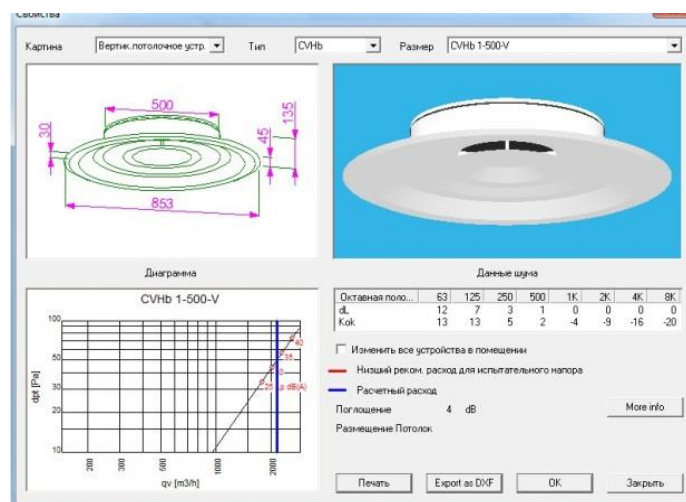 Свойства
Картина Вертик.потолочное устр. Тип CVHb Размер CVHb 1-500-V
500
135
30
45
853
Диаграмма
Данные шума
CVHb 1-500-V
Октавная поло... 63 125 250 500 1K 2K 4K 8K
dL 12 7 3 1 0 0 0 0
Kok 13 13 5 2 -4 -9 -16 -20
100
50
30
20
10
dpt [Pa]
40
35
25
p dB(A)
200 300 500 1000 2000
qv [m3/h]
Изменить все устройства в помещении
Низший реком. расход для испытательного напора
Расчетный расход
Поглощение 4 dB
More info
Размещение Потолок
Печать Export as DXF OK Закрыть